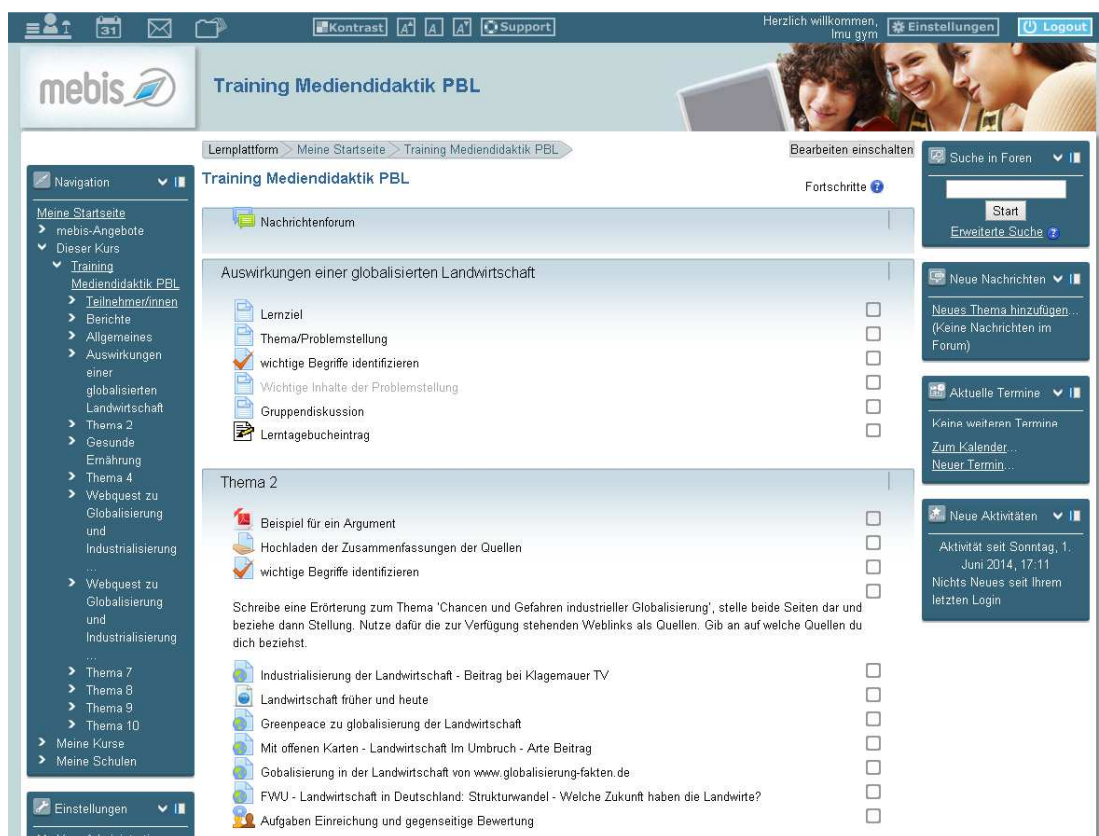 31
Kontrast
A
A
A
Support
Herzlich willkommen,
lmu gym
Einstellungen
Logout
mebis
Training Mediendidaktik PBL
Lernplattform
Meine Startseite
Training Mediendidaktik PBL
Bearbeiten einschalten
Navigation
Meine Startseite
mebis-Angebote
Dieser Kurs
Training
Mediendidaktik PBL
Teilnehmer/innen
Berichte
Allgemeines
Auswirkungen
einer
globalisierten
Landwirtschaft
Thema 2
Gesunde
Ernährung
Thema 4
Webquest zu
Globalisierung
und
Industrialisierung
...
Webquest zu
Globalisierung
und
Industrialisierung
...
Thema 7
Thema 8
Thema 9
Thema 10
Meine Kurse
Meine Schulen
Einstellungen
Training Mediendidaktik PBL
Fortschritte
Nachrichtenforum
Auswirkungen einer globalisierten Landwirtschaft
Lernziel
Thema/Problemstellung
wichtige Begriffe identifizieren
Wichtige Inhalte der Problemstellung
Gruppendiskussion
Lerntagebucheintrag
Thema 2
Beispiel für ein Argument
Hochladen der Zusammenfassungen der Quellen
wichtige Begriffe identifizieren
Schreibe eine Erörterung zum Thema 'Chancen und Gefahren industrieller Globalisierung', stelle beide Seiten dar und
beziehe dann Stellung. Nutze dafür die zur Verfügung stehenden Weblinks als Quellen. Gib an auf welche Quellen du
dich beziehst.
Industrialisierung der Landwirtschaft - Beitrag bei Klagemauer TV
Landwirtschaft früher und heute
Greenpeace zu globalisierung der Landwirtschaft
Mit offenen Karten - Landwirtschaft Im Umbruch - Arte Beitrag
Gobalisierung in der Landwirtschaft von www.globalisierung-fakten.de
FWU - Landwirtschaft in Deutschland: Strukturwandel - Welche Zukunft haben die Landwirte?
Aufgaben Einreichung und gegenseitige Bewertung
Suche in Foren
Start
Erweiterte Suche
Neue Nachrichten
Neues Thema hinzufügen...
(Keine Nachrichten im
Forum)
Aktuelle Termine
Keine weiteren Termine
Zum Kalender...
Neuer Termin...
Neue Aktivitäten
Aktivität seit Sonntag, 1.
Juni 2014, 17:11
Nichts Neues seit Ihrem
letzten Login